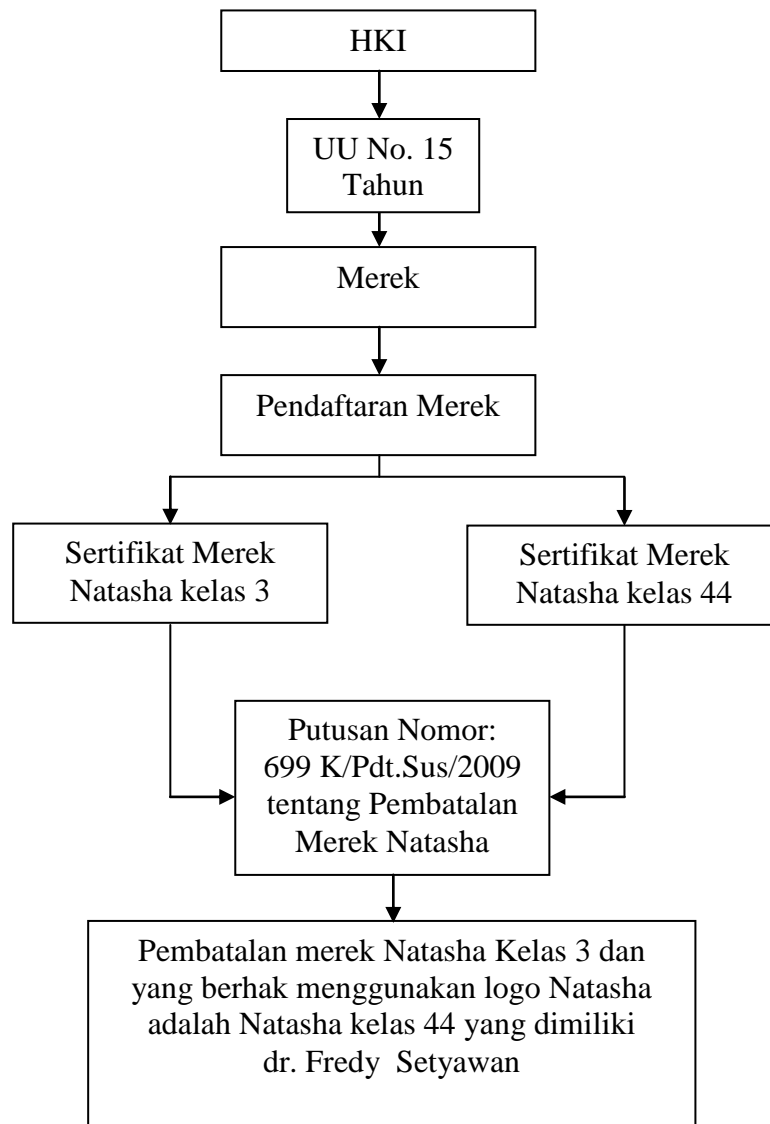 HKI
UU No. 15
Tahun
Merek
Pendaftaran Merek
Sertifikat Merek
Natasha kelas 3
Sertifikat Merek
Natasha kelas 44
Putusan Nomor:
699 K/Pdt.Sus/2009
tentang Pembatalan
Merek Natasha
Pembatalan merek Natasha Kelas 3 dan
yang berhak menggunakan logo Natasha
adalah Natasha kelas 44 yang dimiliki
dr. Fredy Setyawan